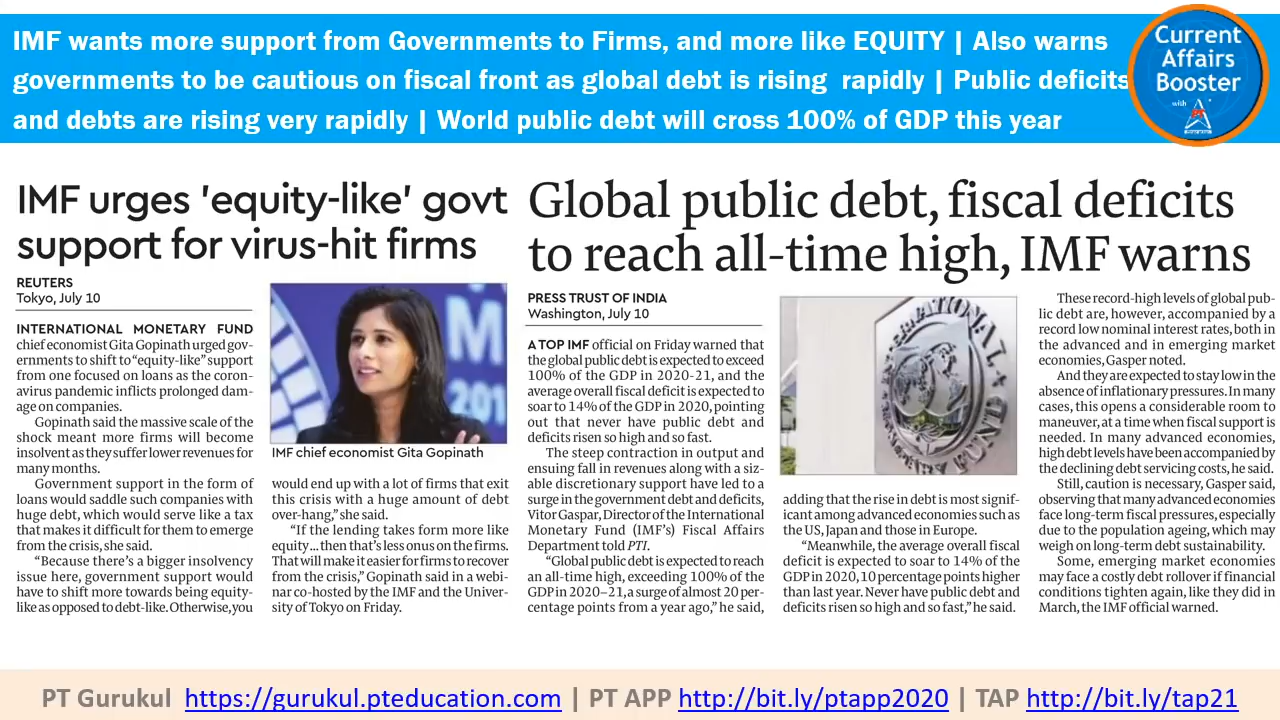 IMF wants more support from Governments to Firms, and more like EQUITY | Also warns
governments to be cautious on fiscal front as global debt is rising rapidly | Public deficits
and debts are rising very rapidly | World public debt will cross 100% of GDP this year
Current
Affairs
Booster
with
IMF urges 'equity-like' govt
support for virus-hit firms
REUTERS
Tokyo, July 10
INTERNATIONAL MONETARY FUND
chief economist Gita Gopinath urged gov-
ernments to shift to “equity-like” support
from one focused on loans as the coron-
avirus pandemic inflicts prolonged dam-
age on companies.
Gopinath said the massive scale of the
shock meant more firms will become
insolvent as they suffer lower revenues for
many months.
Government support in the form of
loans would saddle such companies with
huge debt, which would serve like a tax
that makes it difficult for them to emerge
from the crisis, she said.
“Because there’s a bigger insolvency
issue here, government support would
have to shift more towards being equity-
like as opposed to debt-like. Otherwise, you
M
201
IMF chief economist Gita Gopinath
would end up with a lot of firms that exit
this crisis with a huge amount of debt
over-hang,” she said.
“If the lending takes form more like
equity ... then that’s less onus on the firms.
That will make it easier for firms to recover
from the crisis,” Gopinath said in a webi-
nar co-hosted by the IMF and the Univer-
sity of Tokyo on Friday.
Global public debt, fiscal deficits
to reach all-time high, IMF warns
PRESS TRUST OF INDIA
Washington, July 10
A TOP IMF official on Friday warned that
the global public debt is expected to exceed
100% of the GDP in 2020-21, and the
average overall fiscal deficit is expected to
soar to 14% of the GDP in 2020, pointing
out that never have public debt and
deficits risen so high and so fast.
The steep contraction in output and
ensuing fall in revenues along with a siz-
able discretionary support have led to a
surge in the government debt and deficits,
Vitor Gaspar, Director of the International
Monetary Fund (IMF’s) Fiscal Affairs
Department told PTI.
“Global public debt is expected to reach
an all-time high, exceeding 100% of the
GDP in 2020–21, a surge of almost 20 per-
centage points from a year ago,” he said,
adding that the rise in debt is most signif-
icant among advanced economies such as
the US, Japan and those in Europe.
“Meanwhile, the average overall fiscal
deficit is expected to soar to 14% of the
GDP in 2020, 10 percentage points higher
than last year. Never have public debt and
deficits risen so high and so fast,” he said.
These record-high levels of global pub-
lic debt are, however, accompanied by a
record low nominal interest rates, both in
the advanced and in emerging market
economies, Gasper noted.
And they are expected to stay low in the
absence of inflationary pressures. In many
cases, this opens a considerable room to
maneuver, at a time when fiscal support is
needed. In many advanced economies,
high debt levels have been accompanied by
the declining debt servicing costs, he said.
Still, caution is necessary, Gasper said,
observing that many advanced economies
face long-term fiscal pressures, especially
due to the population ageing, which may
weigh on long-term debt sustainability.
Some, emerging market economies
may face a costly debt rollover if financial
conditions tighten again, like they did in
March, the IMF official warned.
PT Gurukul https://gurukul.pteducation.com | PT APP http://bit.ly/ptapp2020 | TAP http://bit.ly/tap21